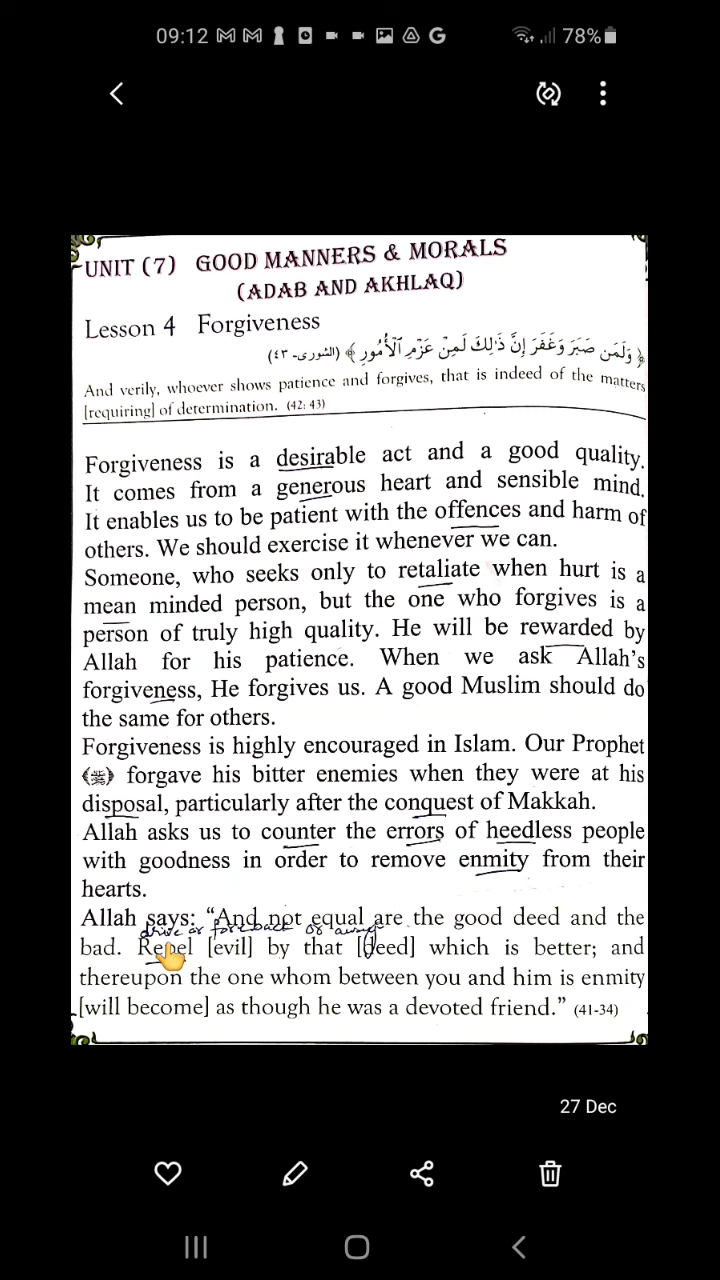 09:12
78%
UNIT (7) GOOD MANNERS & MORALS
(ADAB AND AKHLAQ)
Lesson 4 Forgiveness
﴿ وَلَمَن صَبَرَ وَغَفَرَ إِنَّ ذَٰلِكَ لَمِنْ عَزْمِ ٱلْأُمُورِ ﴾ (الشورى-٤٣)
And verily, whoever shows patience and forgives, that is indeed of the matters
[requiring] of determination. (42: 43)
Forgiveness is a desirable act and a good quality.
It comes from a generous heart and sensible mind.
It enables us to be patient with the offences and harm of
others. We should exercise it whenever we can.
Someone, who seeks only to retaliate when hurt is a
mean minded person, but the one who forgives is a
person of truly high quality. He will be rewarded by
Allah for his patience. When we ask Allah's
forgiveness, He forgives us. A good Muslim should do
the same for others.
Forgiveness is highly encouraged in Islam. Our Prophet
(ﷺ) forgave his bitter enemies when they were at his
disposal, particularly after the conquest of Makkah.
Allah asks us to counter the errors of heedless people
with goodness in order to remove enmity from their
hearts.
Allah says: "And not equal are the good deed and the
drive or force back or away
bad. Repel [evil] by that [deed] which is better; and
thereupon the one whom between you and him is enmity
[will become] as though he was a devoted friend." (41-34)
27 Dec